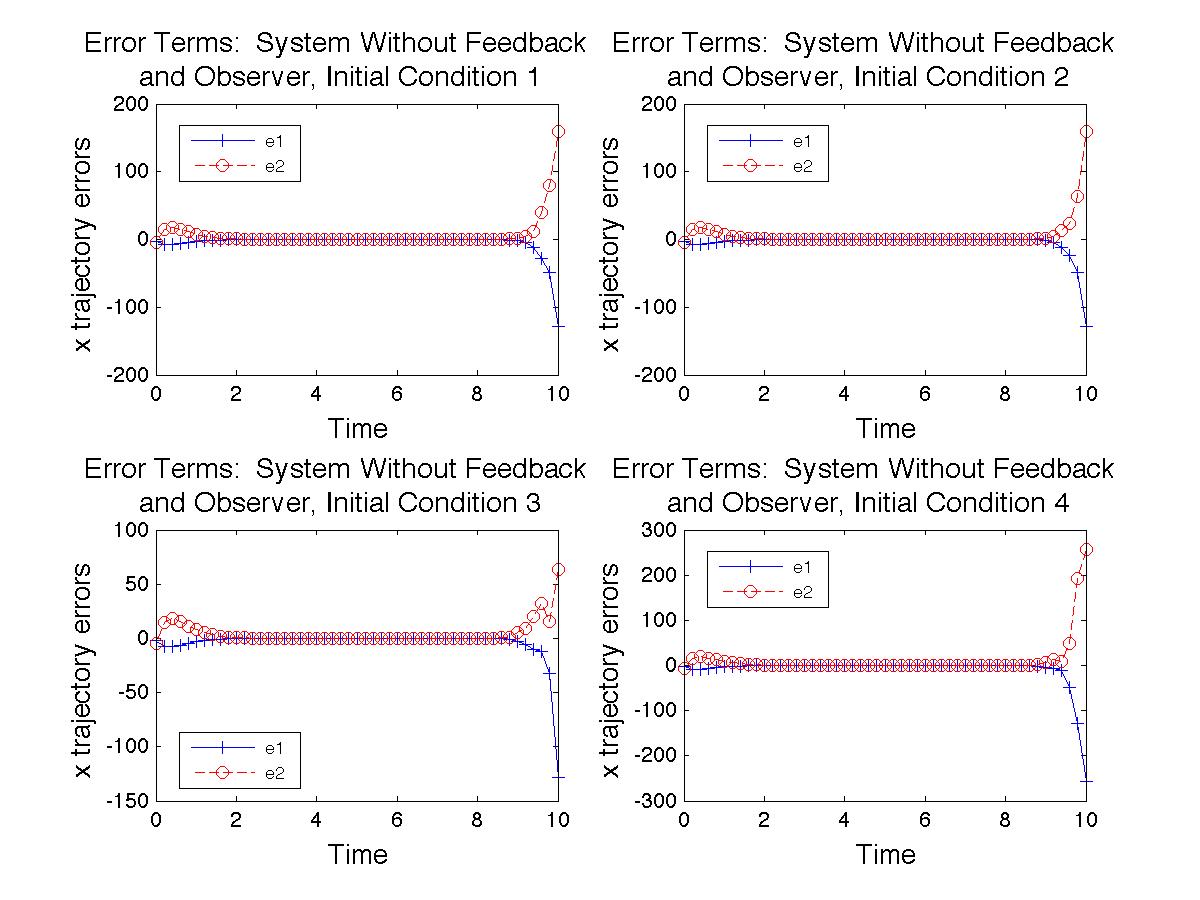 Error Terms:  System Without Feedback
and Observer, Initial Condition 1
200
100
0
-100
-200
x trajectory errors
e1
e2
0 2 4 6 8 10
Time
Error Terms:  System Without Feedback
and Observer, Initial Condition 2
200
100
0
-100
-200
x trajectory errors
e1
e2
0 2 4 6 8 10
Time
Error Terms:  System Without Feedback
and Observer, Initial Condition 3
100
50
0
-50
-100
-150
x trajectory errors
e1
e2
0 2 4 6 8 10
Time
Error Terms:  System Without Feedback
and Observer, Initial Condition 4
300
200
100
0
-100
-200
-300
x trajectory errors
e1
e2
0 2 4 6 8 10
Time